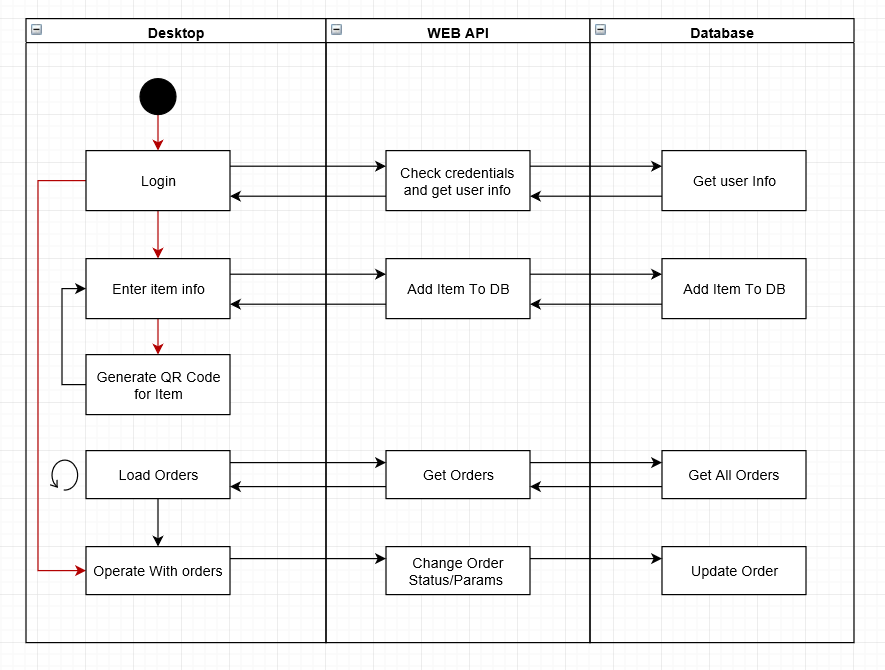 Desktop
WEB API
Database
Login
Check credentials
and get user info
Get user Info
Enter item info
Add Item To DB
Add Item To DB
Generate QR Code
for Item
Load Orders
Get Orders
Get All Orders
Operate With orders
Change Order
Status/Params
Update Order